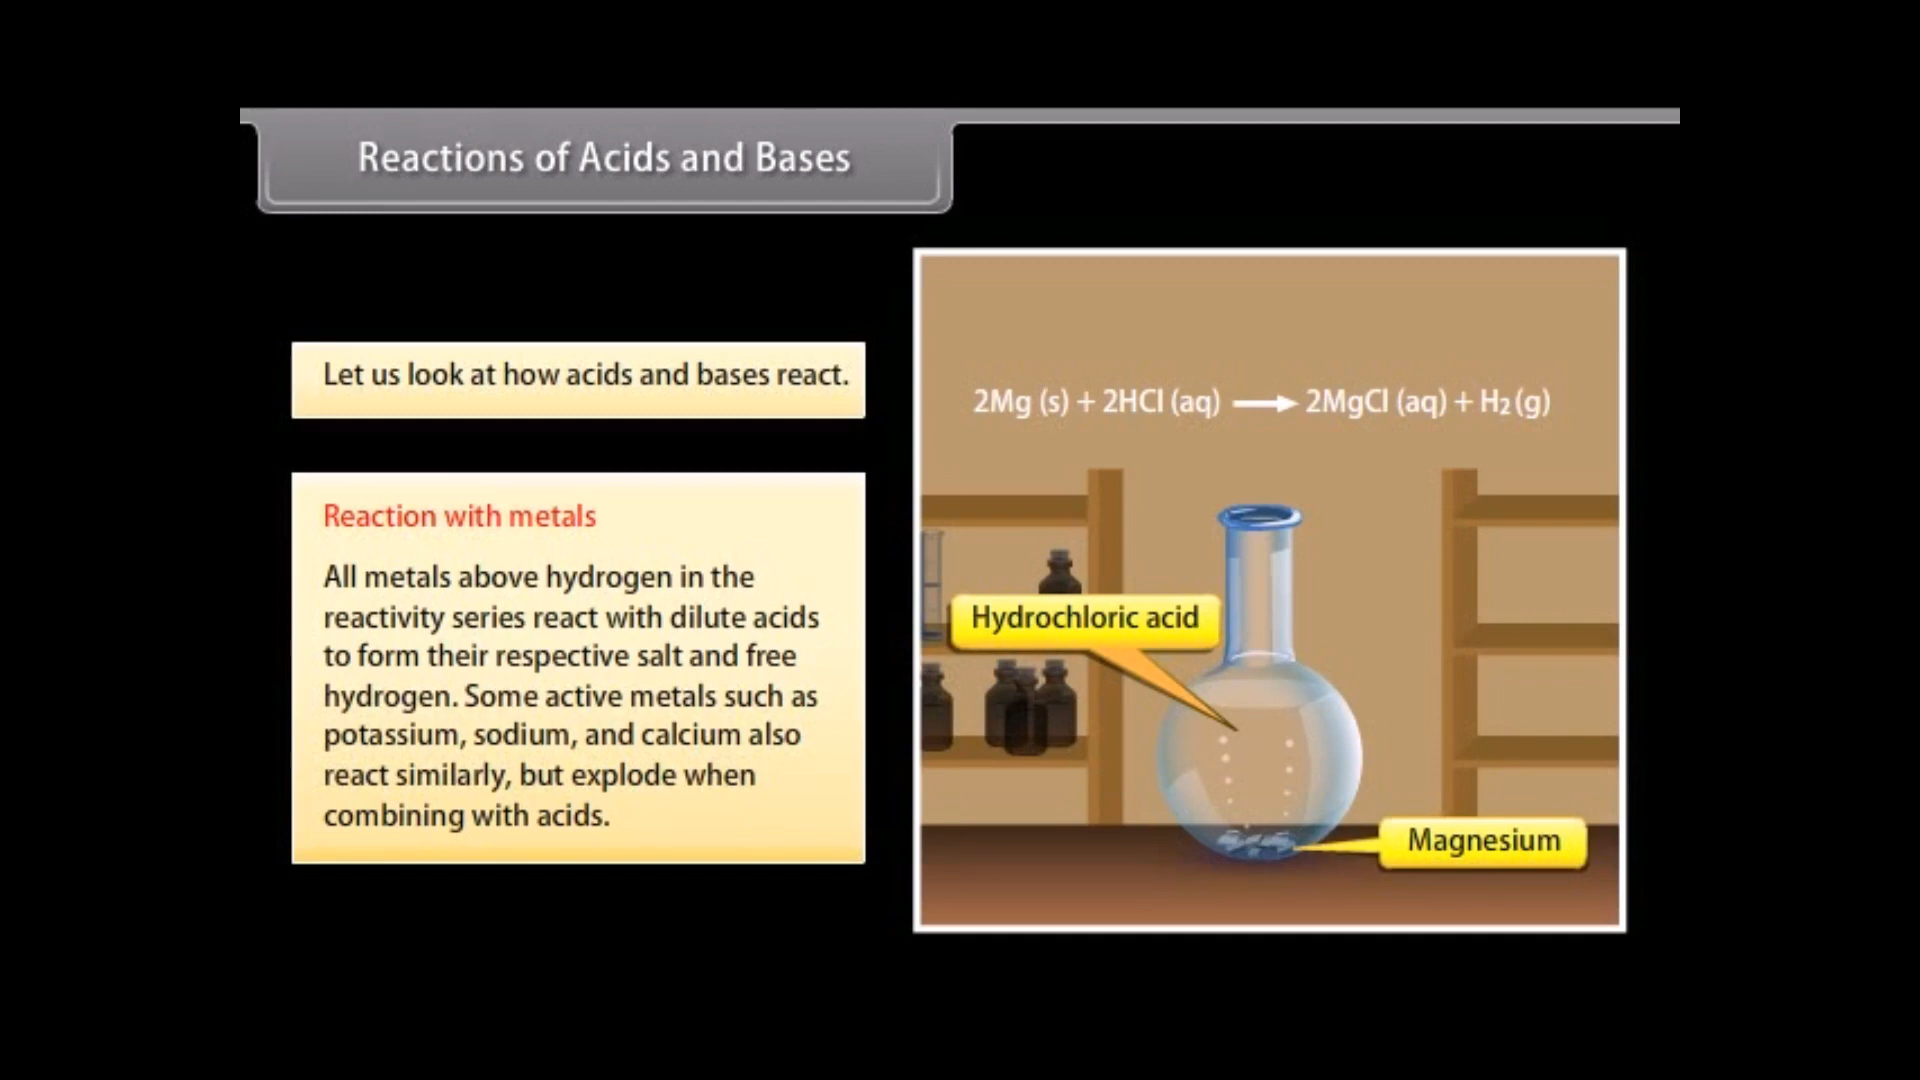 Reactions of Acids and Bases
Let us look at how acids and bases react.
Reaction with metals
All metals above hydrogen in the
reactivity series react with dilute acids
to form their respective salt and free
hydrogen. Some active metals such as
potassium, sodium, and calcium also
react similarly, but explode when
combining with acids.
2Mg (s) + 2HCl (aq) ⟶ 2MgCl (aq) + H₂ (g)
Hydrochloric acid
Magnesium